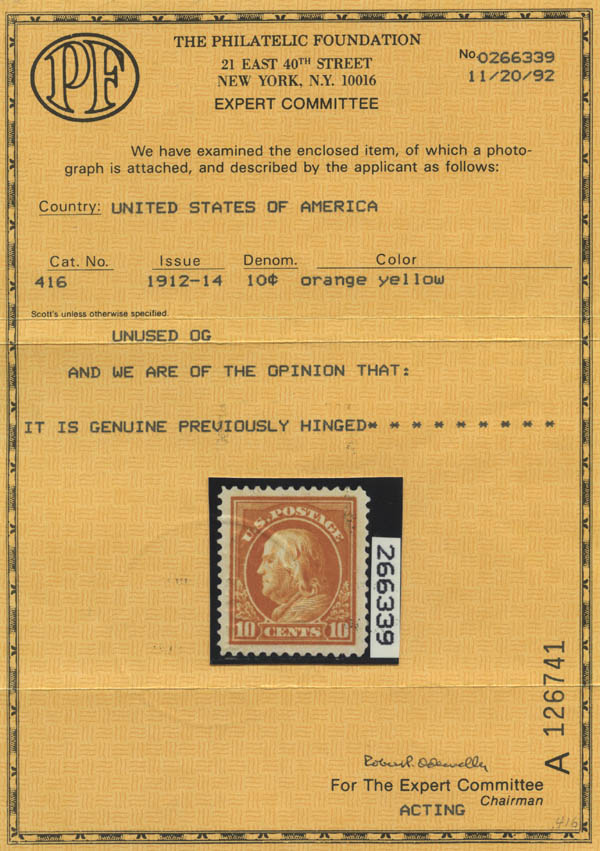 PF
THE PHILATELIC FOUNDATION
21 EAST 40TH STREET
NEW YORK, N.Y. 10016
EXPERT COMMITTEE
No. 0266339
11/20/92
We have examined the enclosed item, of which a photo-
graph is attached, and described by the applicant as follows:
Country: UNITED STATES OF AMERICA
Cat. No. Issue Denom. Color
416 1912-14 10¢ orange yellow
Scott's unless otherwise specified.
UNUSED OG
AND WE ARE OF THE OPINION THAT:
IT IS GENUINE PREVIOUSLY HINGED* * * * * * * * *
U.S. POSTAGE
10 CENTS 10
266339
A 126741
For The Expert Committee
Chairman
ACTING
416